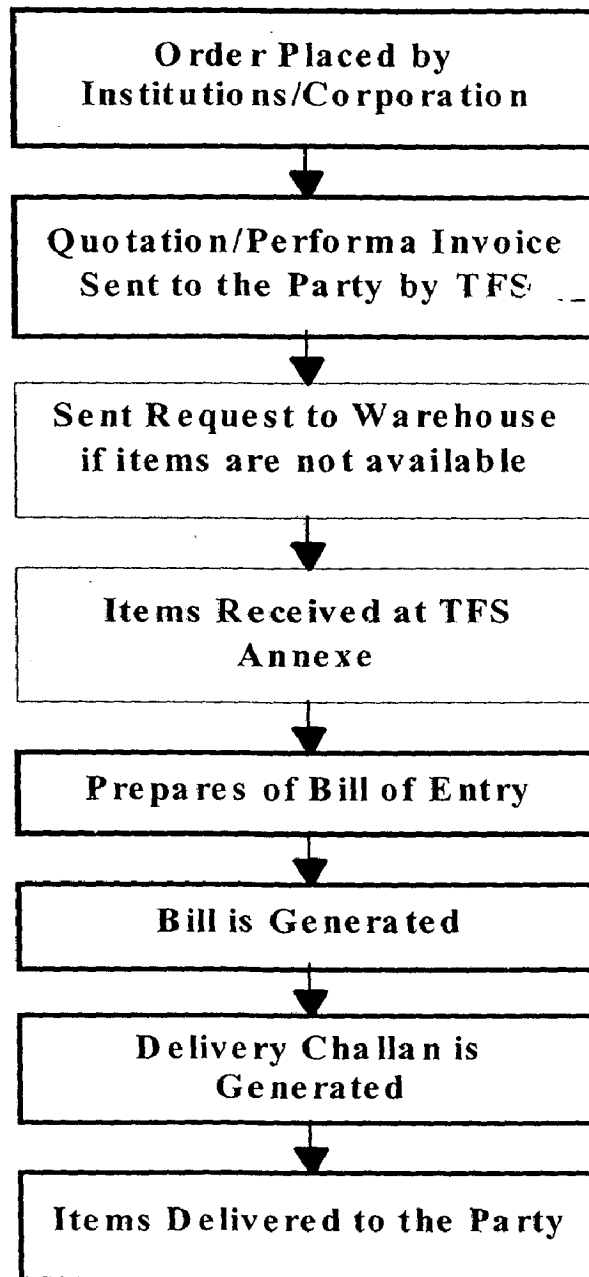 Order Placed by
Institutions/Corporation
Quotation/Performa Invoice
Sent to the Party by TFS
Sent Request to Warehouse
if items are not available
Items Received at TFS
Annexe
Prepares of Bill of Entry
Bill is Generated
Delivery Challan is
Generated
Items Delivered to the Party